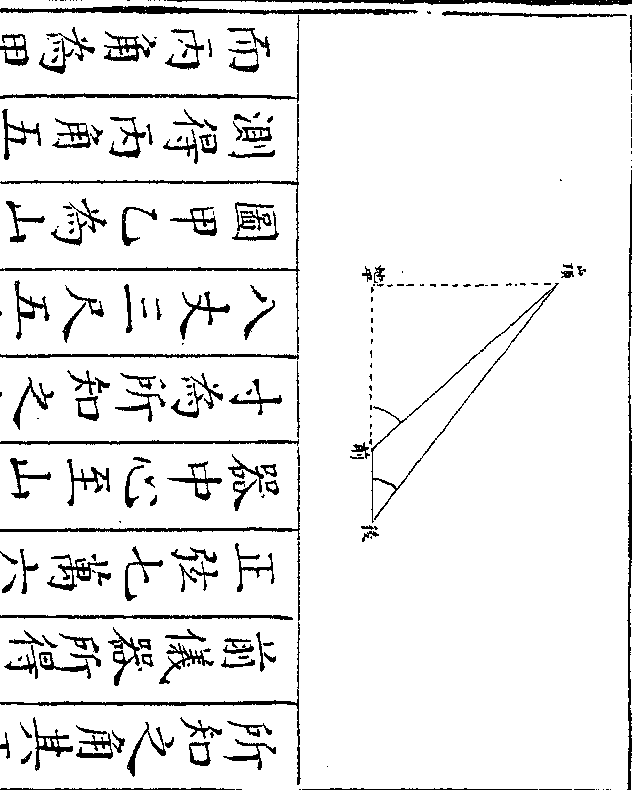 山頂
地平
前
後
所知之角其
前儀器所得
正弦七萬六
器中心至山
寸為所知之
八丈三尺五
圖甲乙為山
測得丙角五
而丙角為甲